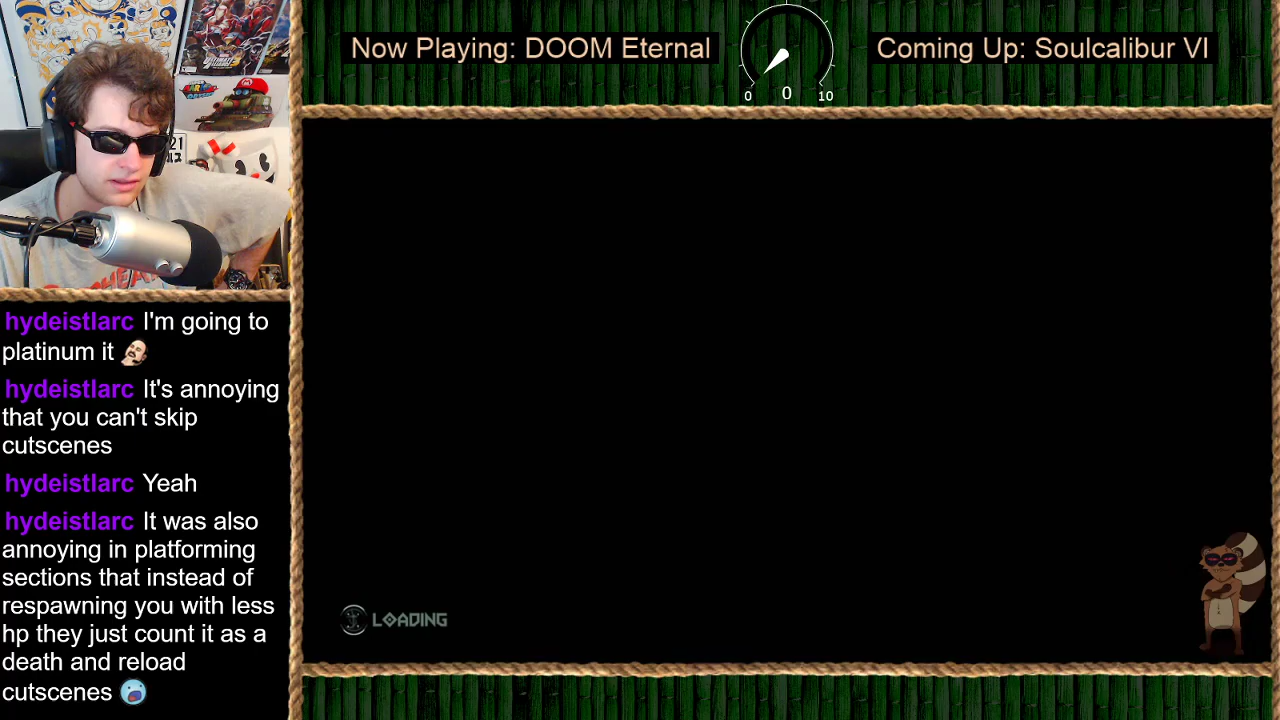 Now Playing: DOOM Eternal
0 0 10
Coming Up: Soulcalibur VI
hydeistlarc I'm going to
platinum it
hydeistlarc It's annoying
that you can't skip
cutscenes
hydeistlarc Yeah
hydeistlarc It was also
annoying in platforming
sections that instead of
respawning you with less
hp they just count it as a
death and reload
cutscenes
LOADING